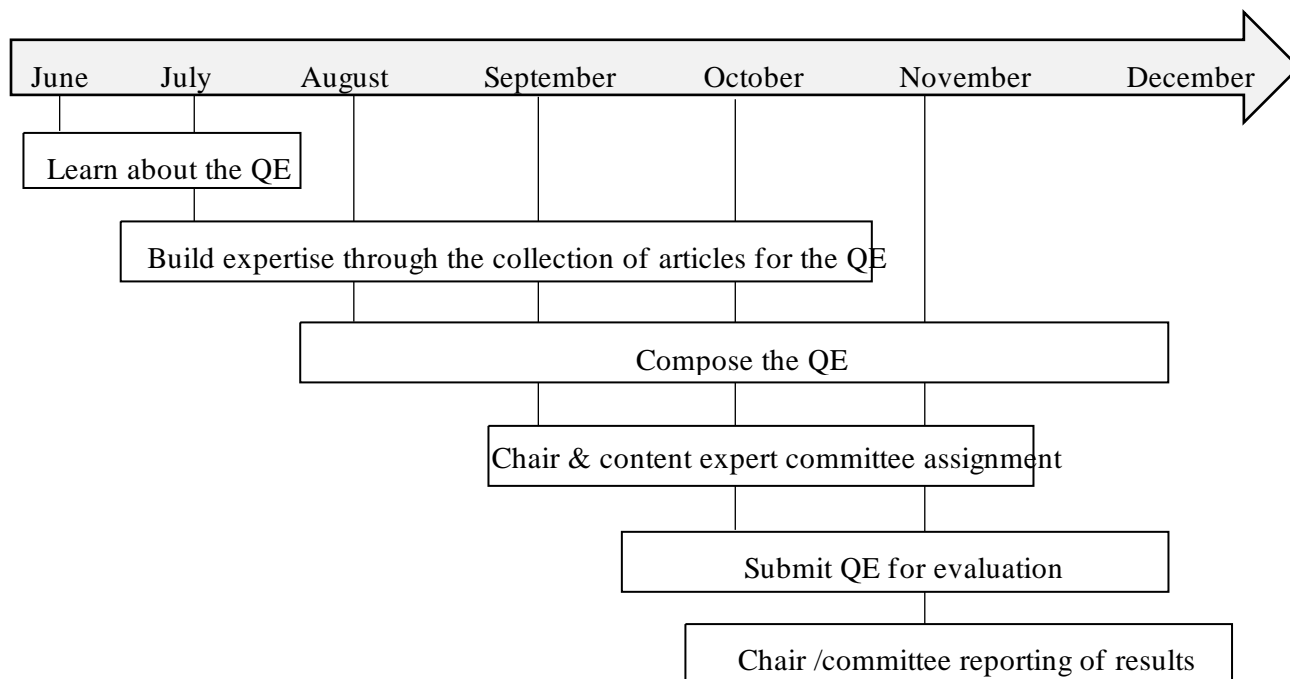 June July August September October November December
Learn about the QE
Build expertise through the collection of articles for the QE
Compose the QE
Chair & content expert committee assignment
Submit QE for evaluation
Chair /committee reporting of results